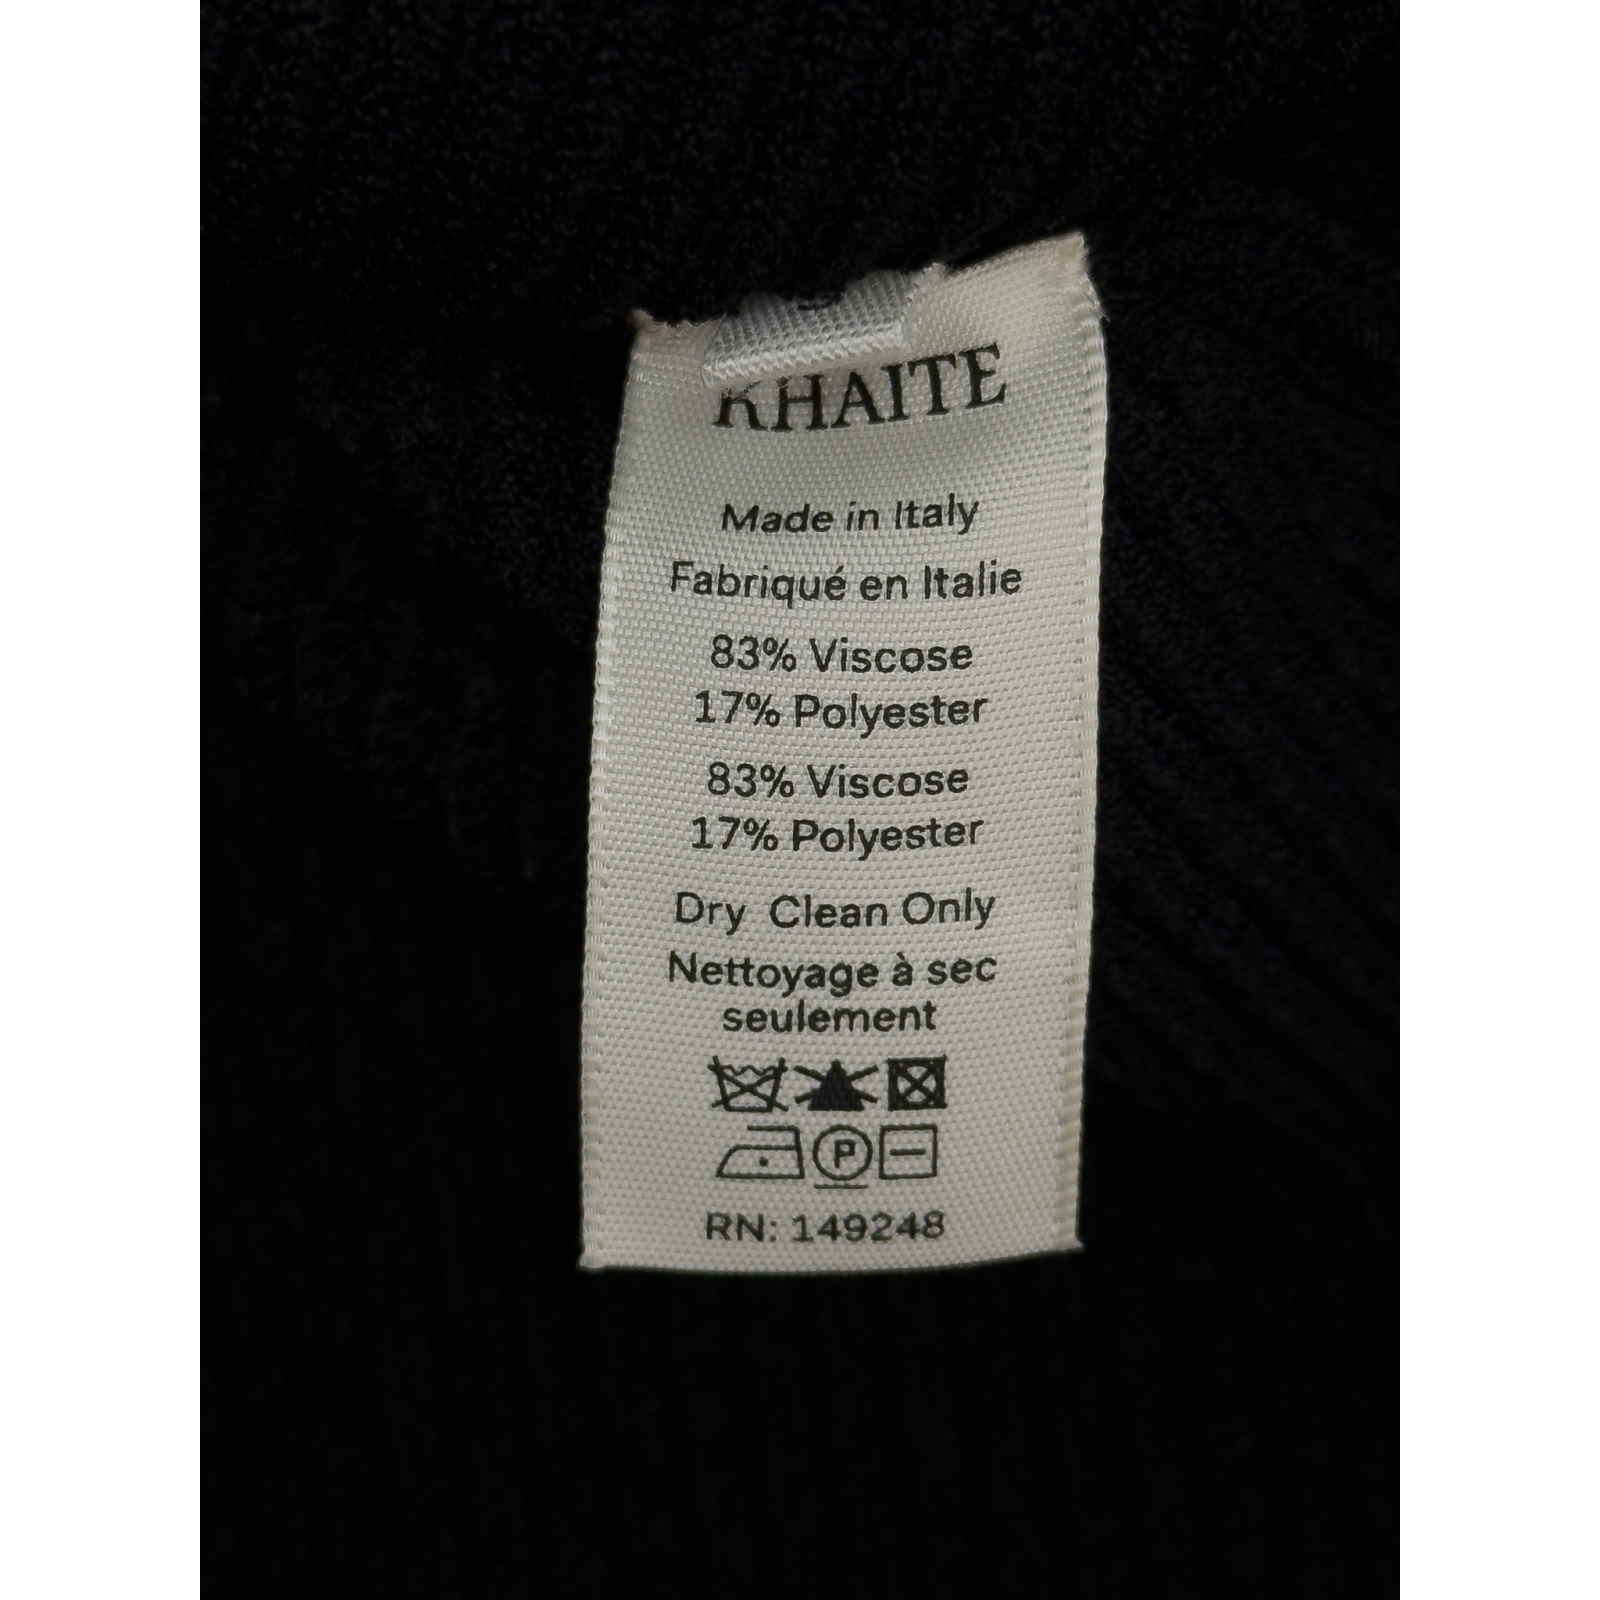 KHAITE
Made in Italy
Fabriqué en Italie
83% Viscose
17% Polyester
83% Viscose
17% Polyester
Dry Clean Only
Nettoyage à sec
seulement
P
RN: 149248